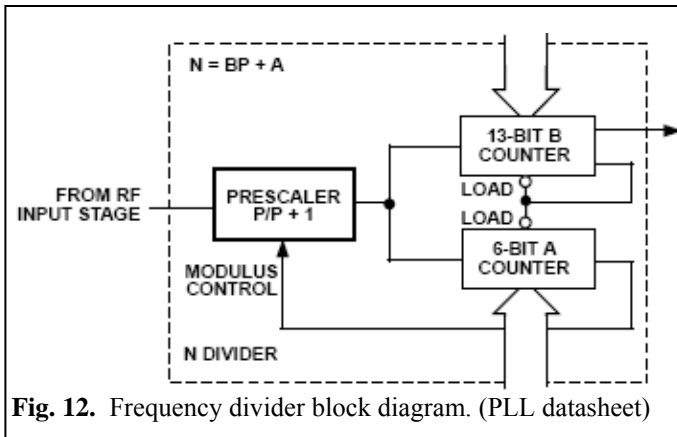 N = BP + A
13-BIT B
COUNTER
FROM RF
INPUT STAGE
PRESCALER
P/P + 1
LOAD
LOAD
MODULUS
CONTROL
6-BIT A
COUNTER
N DIVIDER
Fig. 12. Frequency divider block diagram. (PLL datasheet)